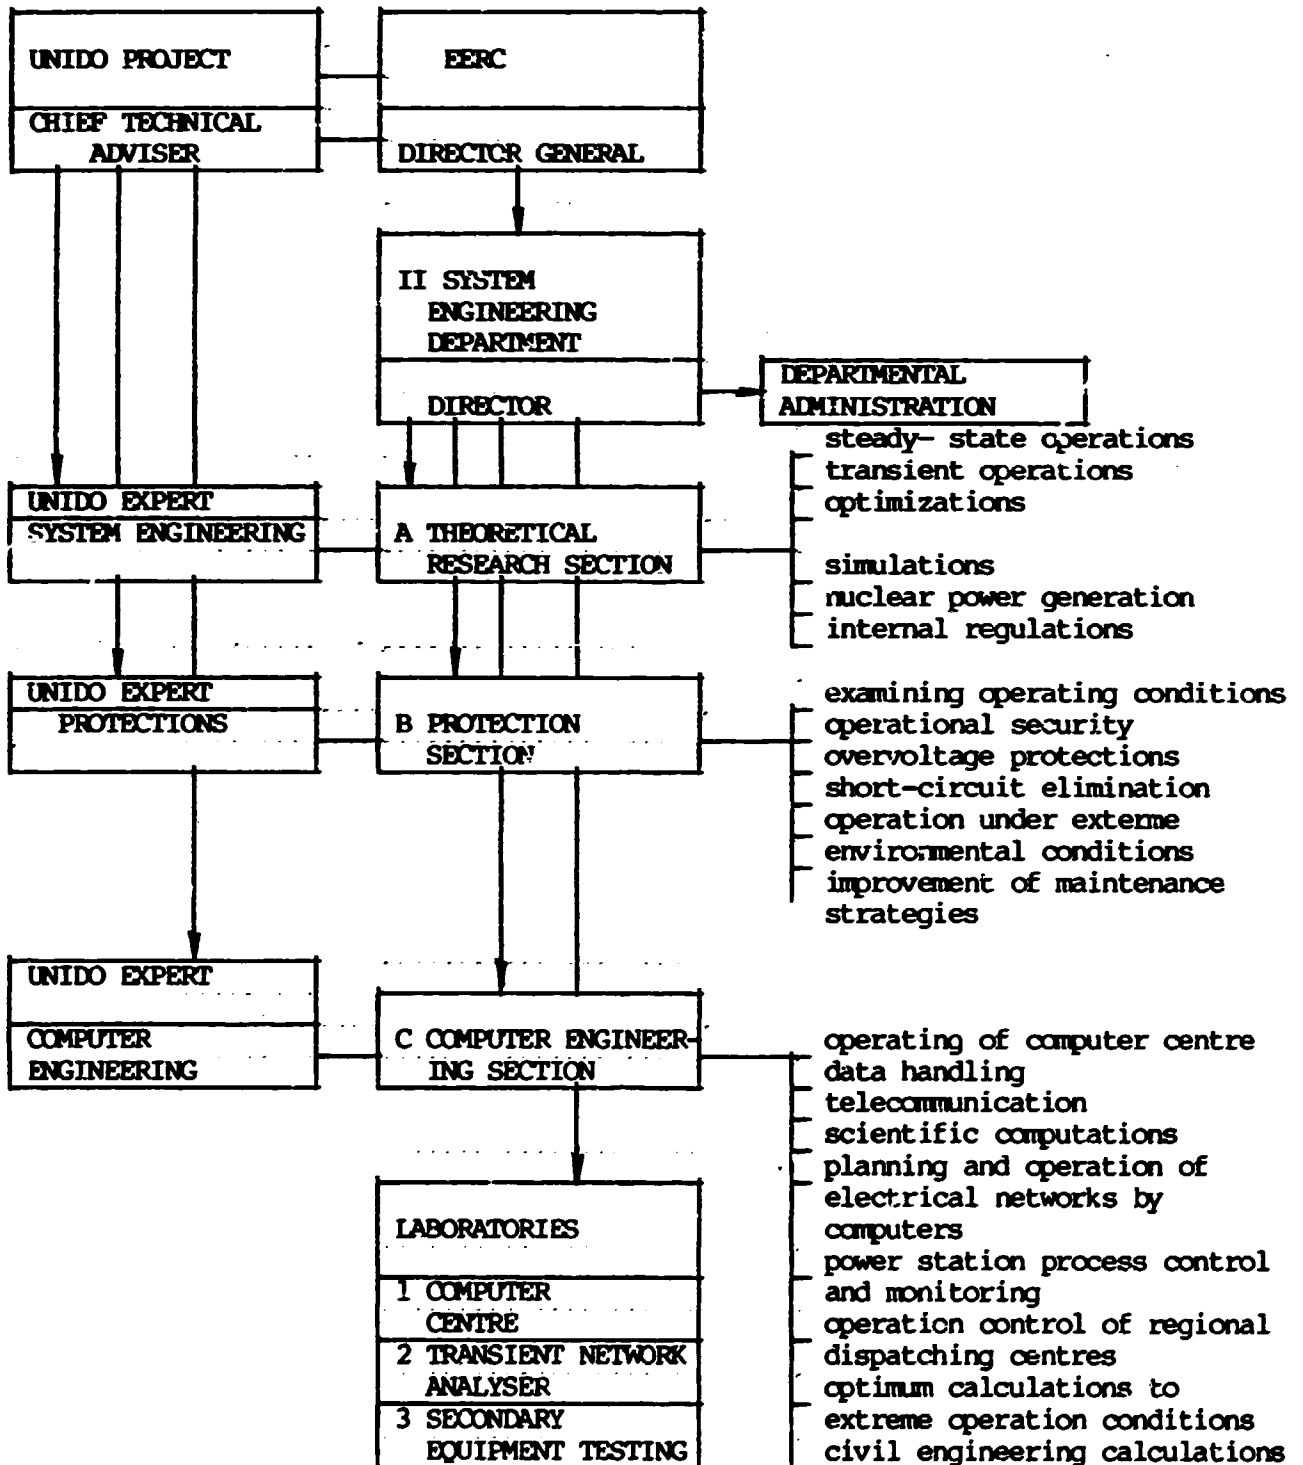 UNIDO PROJECT
CHIEF TECHNICAL
ADVISER
EERC
DIRECTOR GENERAL
II SYSTEM
ENGINEERING
DEPARTMENT
DIRECTOR
DEPARTMENTAL
ADMINISTRATION
UNIDO EXPERT
SYSTEM ENGINEERING
A THEORETICAL
RESEARCH SECTION
steady- state operations
transient operations
optimizations
simulations
nuclear power generation
internal regulations
UNIDO EXPERT
PROTECTIONS
B PROTECTION
SECTION
examining operating conditions
operational security
overvoltage protections
short-circuit elimination
operation under exterme
environmental conditions
improvement of maintenance
strategies
UNIDO EXPERT
COMPUTER
ENGINEERING
C COMPUTER ENGINEER-
ING SECTION
operating of computer centre
data handling
telecommunication
scientific computations
planning and operation of
electrical networks by
computers
power station process control
and monitoring
operation control of regional
dispatching centres
optimum calculations to
extreme operation conditions
civil engineering calculations
LABORATORIES
1 COMPUTER
CENTRE
2 TRANSIENT NETWORK
ANALYSER
3 SECONDARY
EQUIPMENT TESTING